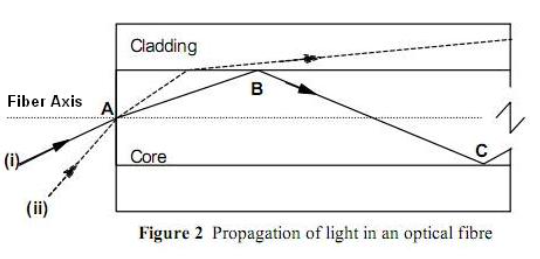 Cladding
Fiber Axis
A
B
(i)
Core
C
(ii)
Figure 2 Propagation of light in an optical fibre